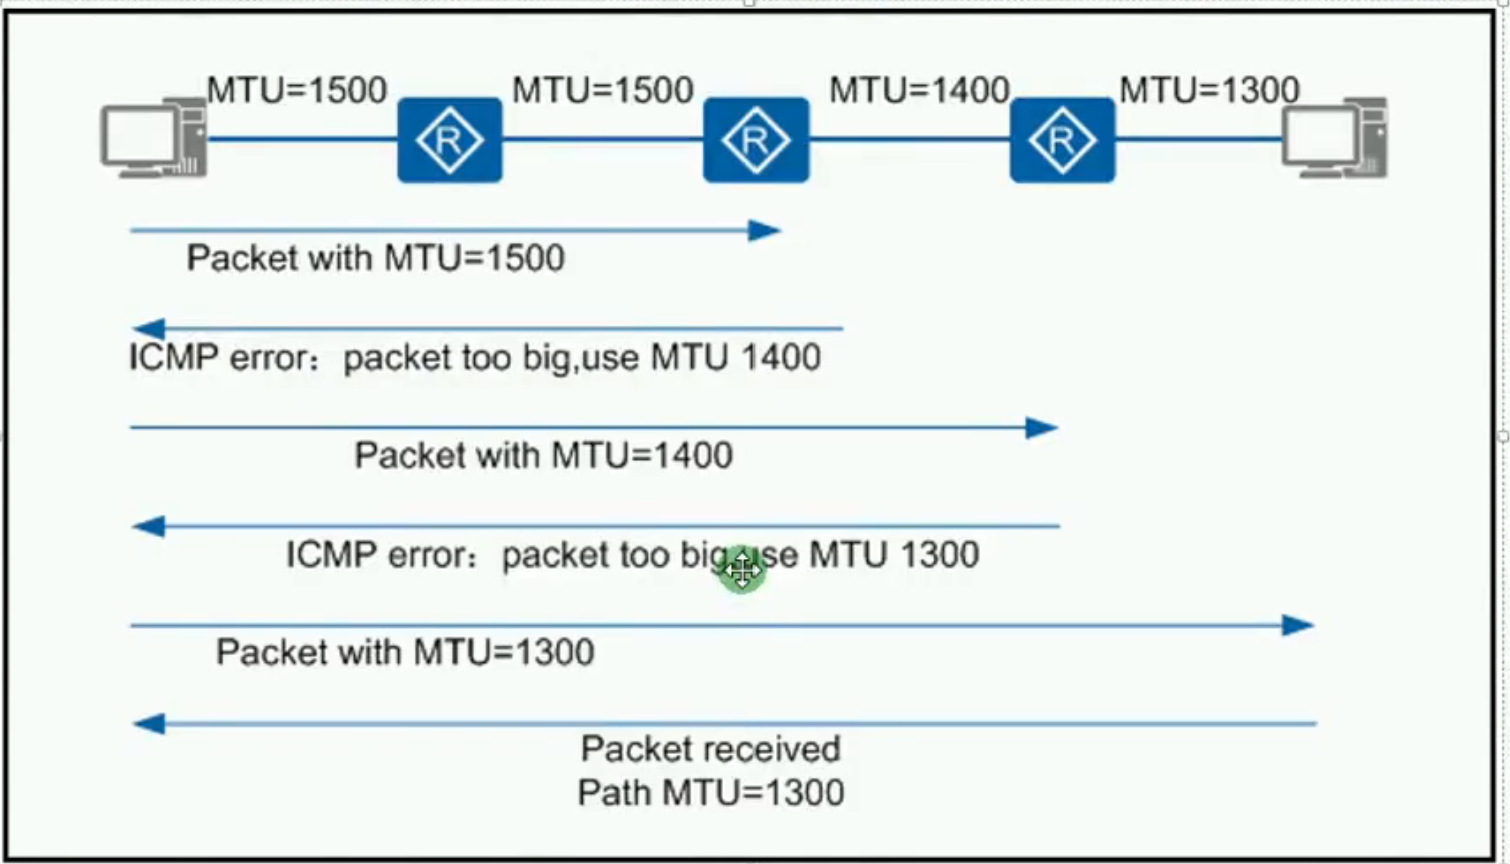 MTU=1500 MTU=1500 MTU=1400 MTU=1300
R R R
Packet with MTU=1500
ICMP error：packet too big,use MTU 1400
Packet with MTU=1400
ICMP error：packet too big,use MTU 1300
Packet with MTU=1300
Packet received
Path MTU=1300